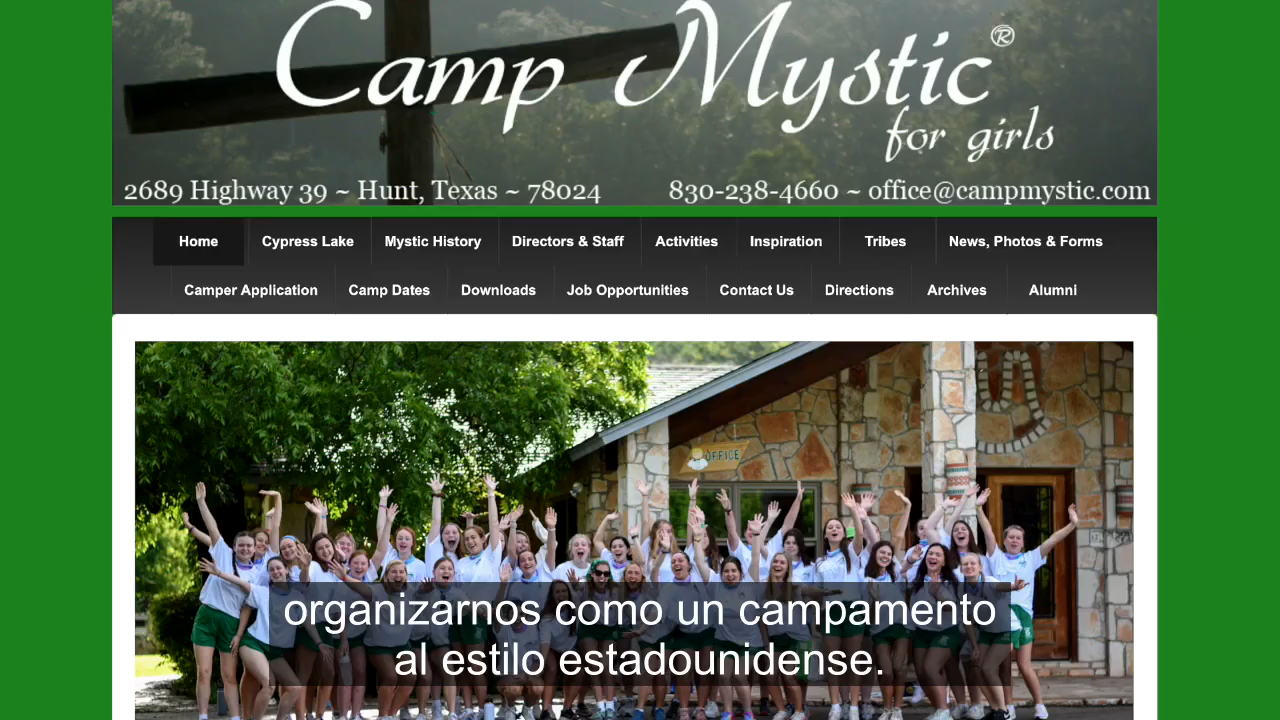 Camp Mystic®
for girls
2689 Highway 39 ~ Hunt, Texas ~ 78024 830-238-4660 ~ office@campmystic.com
Home Cypress Lake Mystic History Directors & Staff Activities Inspiration Tribes News, Photos & Forms
Camper Application Camp Dates Downloads Job Opportunities Contact Us Directions Archives Alumni
OFFICE
organizarnos como un campamento
al estilo estadounidense.